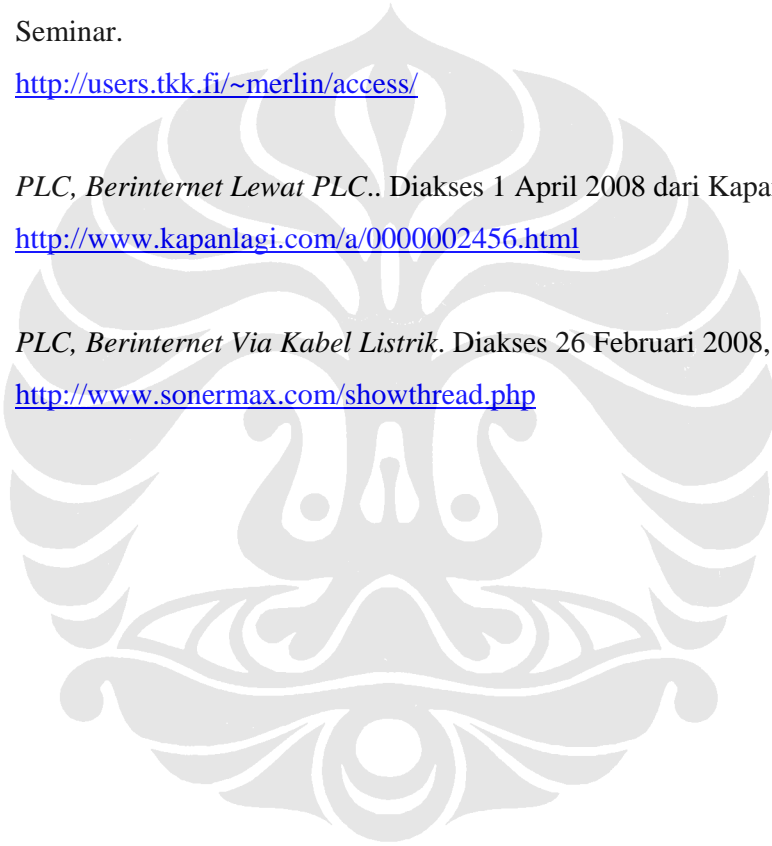 Seminar.
http://users.tkk.fi/~merlin/access/
PLC, Berinternet Lewat PLC.. Diakses 1 April 2008 dari
http://www.kapanlagi.com/a/0000002456.html
PLC, Berinternet Via Kabel Listrik. Diakses 26 Februari 2008,
http://www.sonermax.com/showthread.php